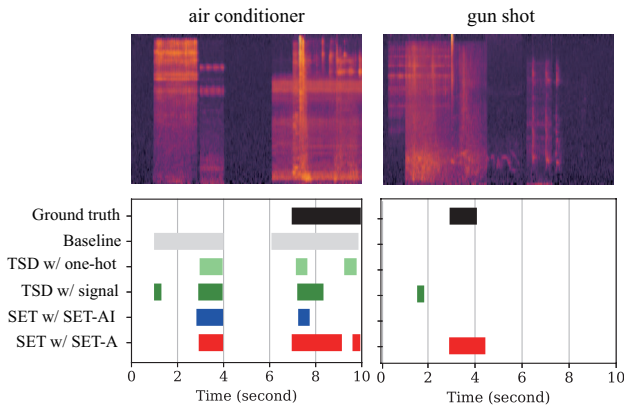 air conditioner gun shot
Ground truth
Baseline
TSD w/ one-hot
TSD w/ signal
SET w/ SET-AI
SET w/ SET-A
0 2 4 6 8 10 0 2 4 6 8 10
Time (second) Time (second)